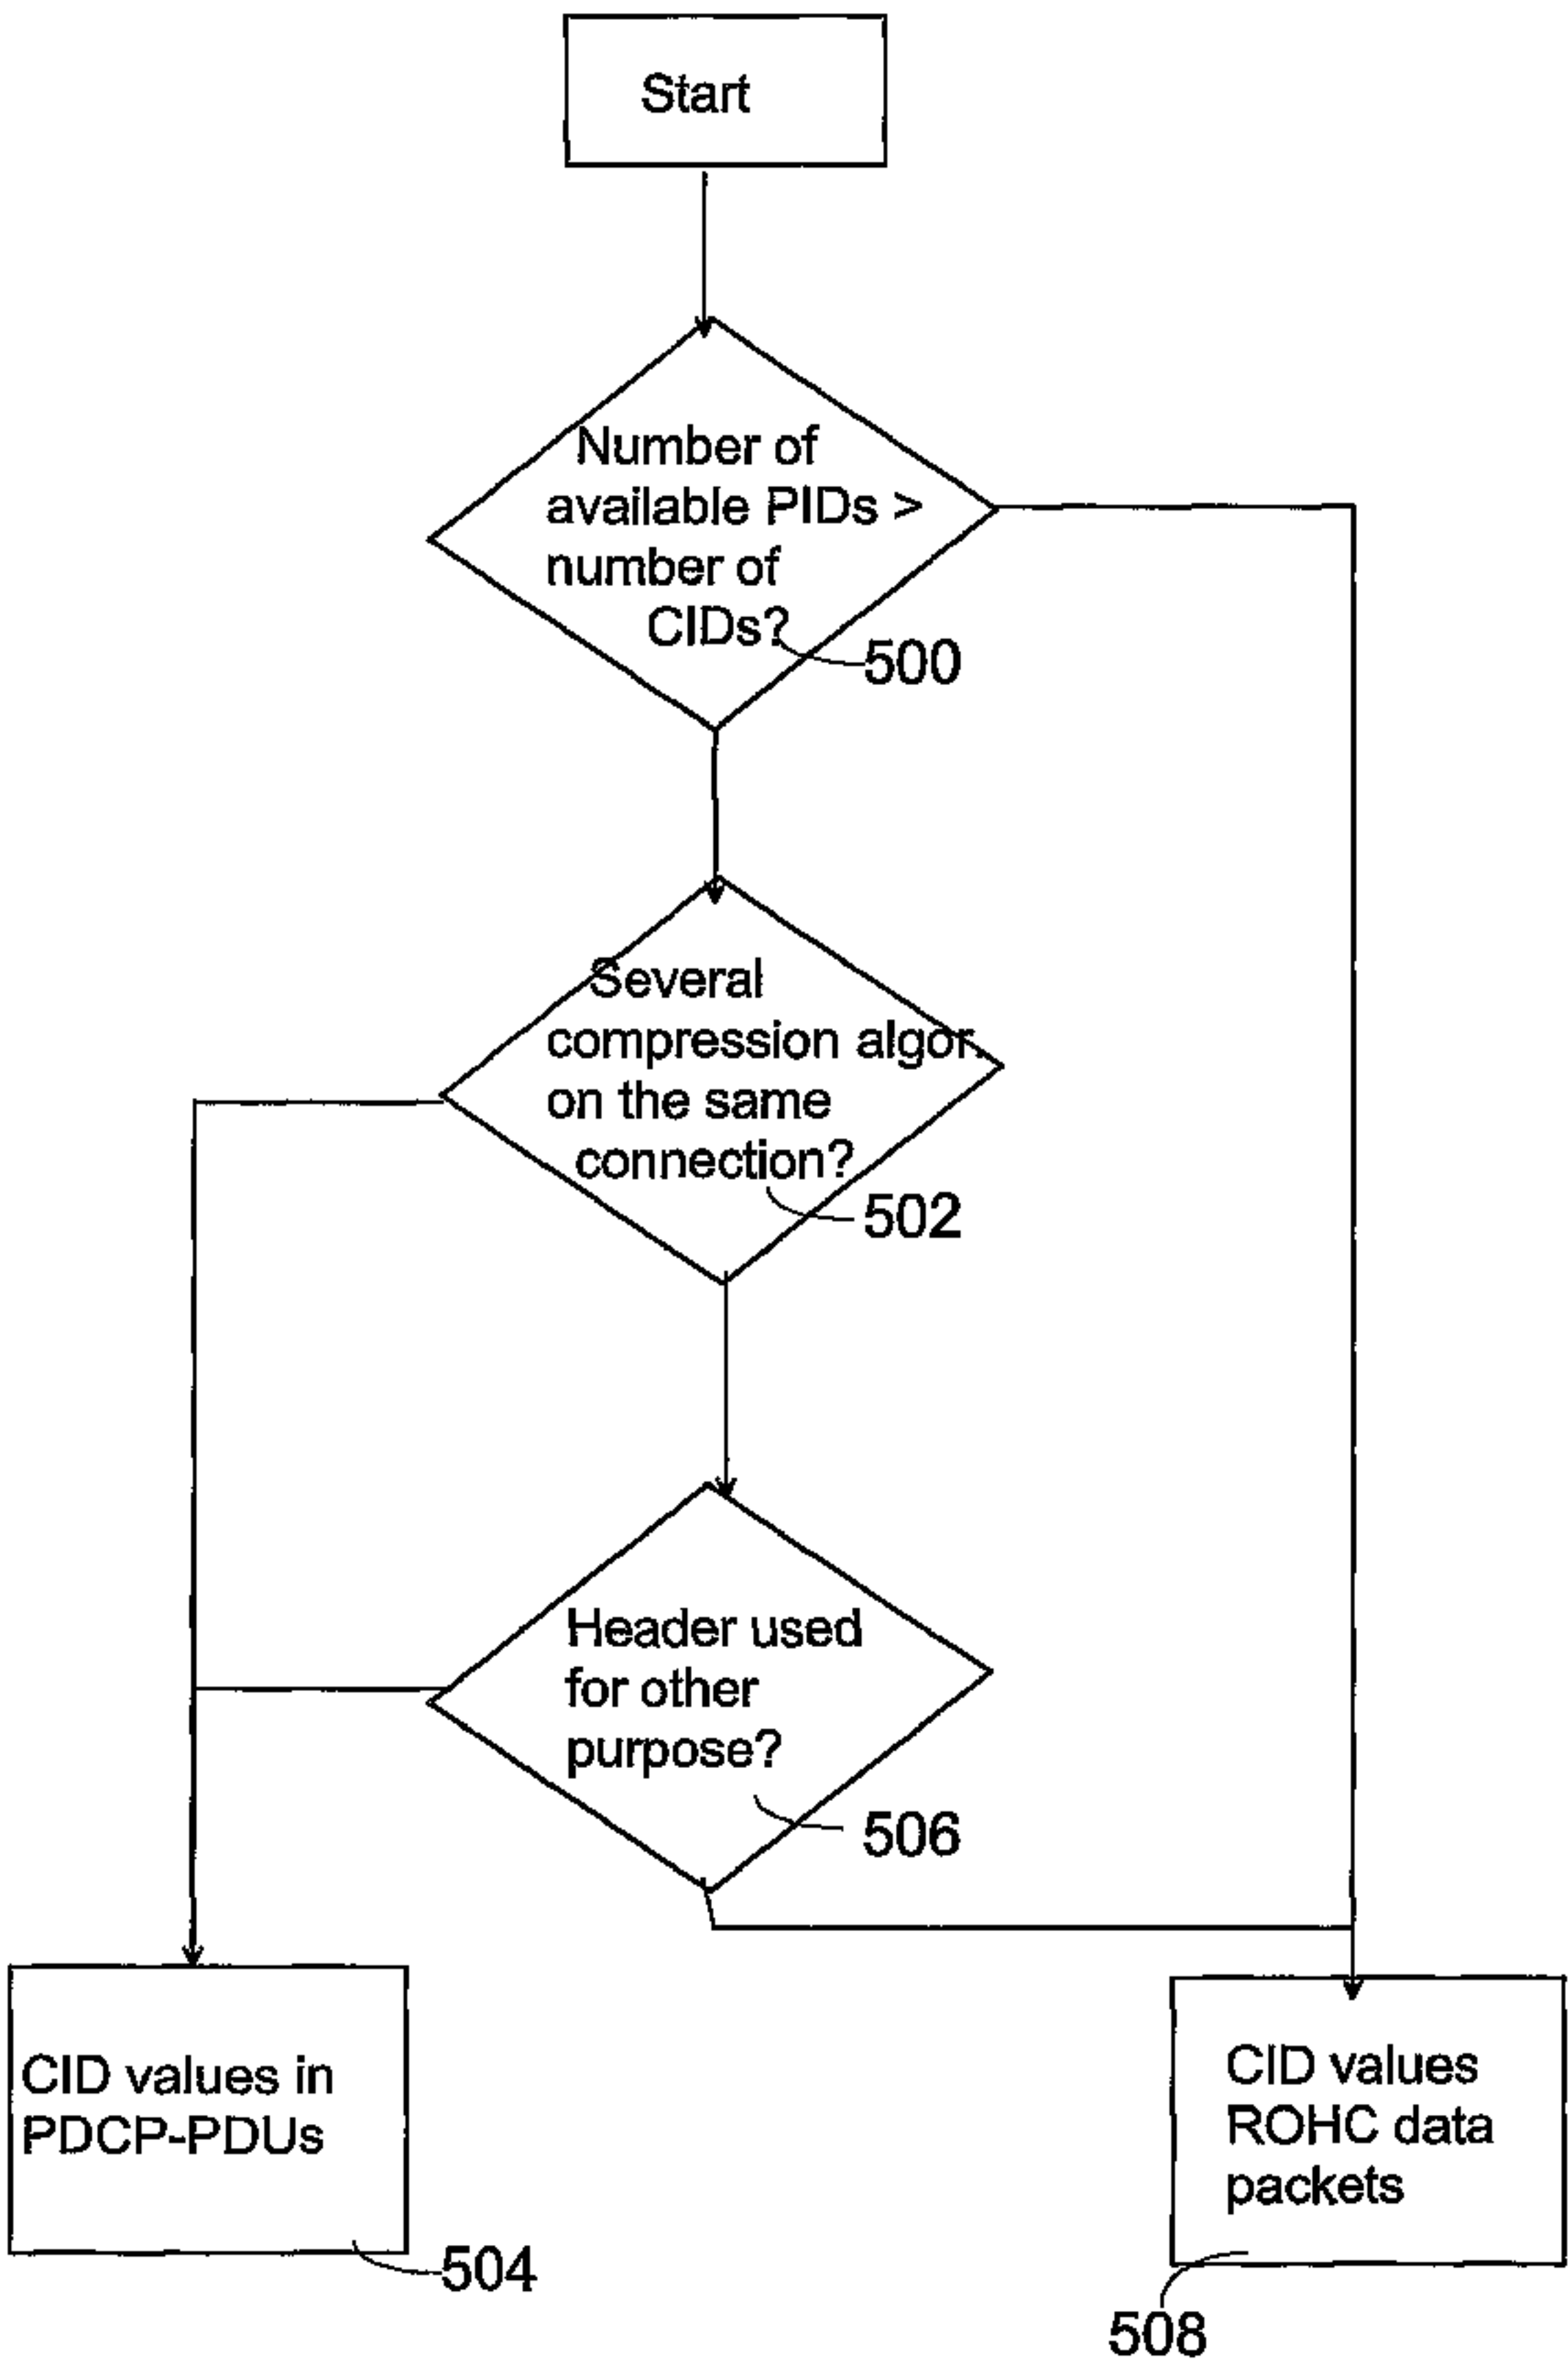 Start
Number of
available PIDs >
number of
CIDs?
500
Several
compression algor.
on the same
connection?
502
Header used
for other
purpose?
506
CID values in
PDCP-PDUs
504
CID values
ROHC data
packets
508